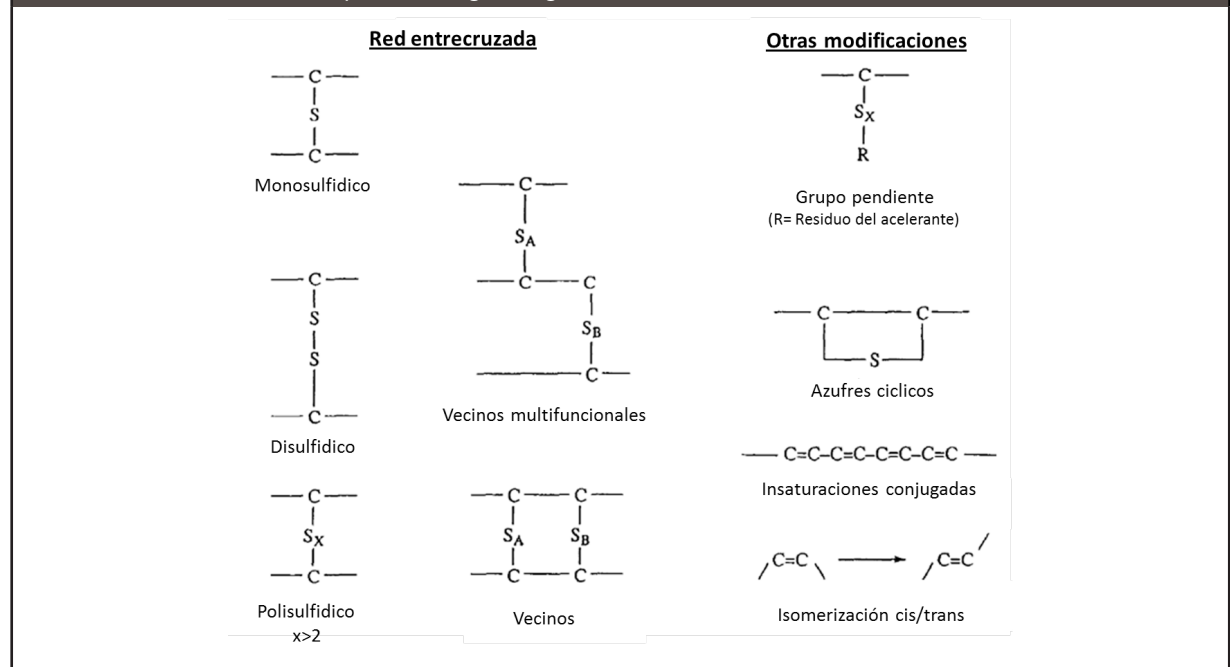 Red entrecruzada
Otras modificaciones
C
S
C
Monosulfidico
C
S
S
C
Disulfidico
C
SX
C
Polisulfidico
x>2
C
SA
C C
SB
C
Vecinos multifuncionales
C C
SA SB
C C
Vecinos
C
SX
R
Grupo pendiente
(R= Residuo del acelerante)
C C
S
Azufres ciclicos
C=C–C=C–C=C–C=C
Insaturaciones conjugadas
C=C C=C
Isomerización cis/trans